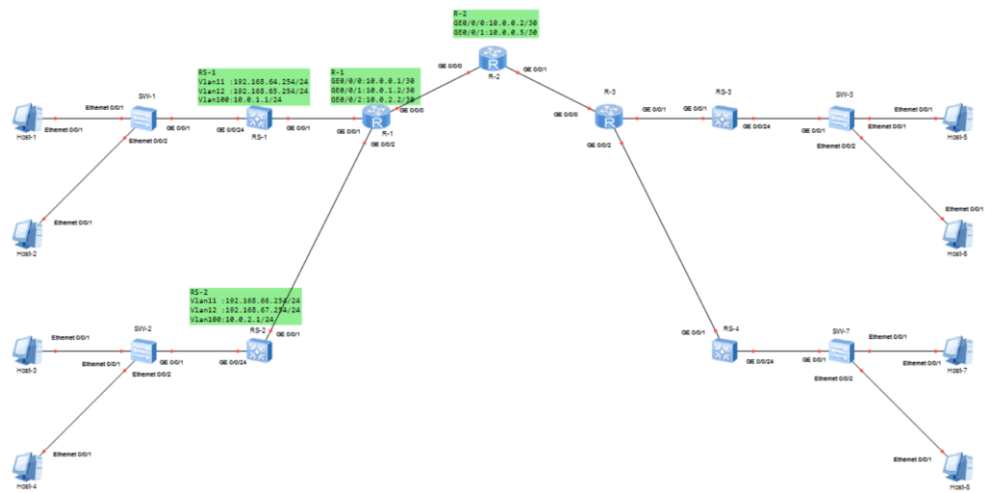 R-2
GE0/0/0:10.0.0.2/30
GE0/0/1:10.0.0.5/30
GE 0/0/0
GE 0/0/1
R-2
RS-1
Vlan11 :192.168.64.254/24
Vlan12 :192.168.65.254/24
Vlan100:10.0.1.1/24
R-1
GE0/0/0:10.0.0.1/30
GE0/0/1:10.0.1.2/30
GE0/0/2:10.0.2.2/30
GE 0/0/0
Ethernet 0/0/1
SW-1
Ethernet 0/0/1
GE 0/0/1
GE 0/0/24
RS-1
GE 0/0/1
GE 0/0/1
R-1
GE 0/0/2
Host-1
Ethernet 0/0/2
R-3
GE 0/0/0
GE 0/0/1
GE 0/0/2
RS-3
GE 0/0/1
GE 0/0/24
SW-3
GE 0/0/1
Ethernet 0/0/1
Ethernet 0/0/1
Ethernet 0/0/2
Host-5
Ethernet 0/0/1
Host-2
Ethernet 0/0/1
Host-6
RS-2
Vlan11 :192.168.66.254/24
Vlan12 :192.168.67.254/24
Vlan100:10.0.2.1/24
RS-2
GE 0/0/1
Ethernet 0/0/1
SW-2
Ethernet 0/0/1
GE 0/0/1
GE 0/0/24
Host-3
Ethernet 0/0/2
GE 0/0/1
RS-4
GE 0/0/24
SW-7
GE 0/0/1
Ethernet 0/0/1
Ethernet 0/0/1
Ethernet 0/0/2
Host-7
Ethernet 0/0/1
Host-4
Ethernet 0/0/1
Host-8